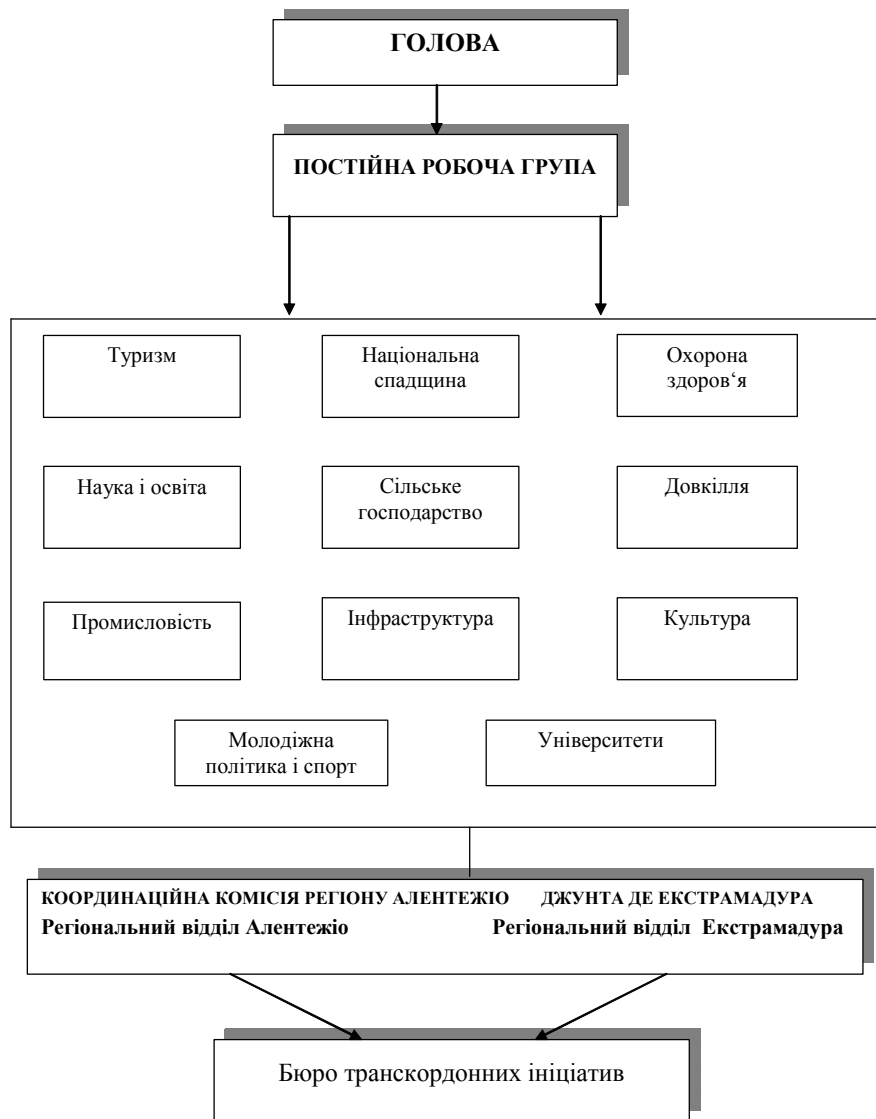 ГОЛОВА
ПОСТІЙНА РОБОЧА ГРУПА
Туризм
Національна
спадщина
Охорона
здоров‘я
Наука і освіта
Сільське
господарство
Довкілля
Промисловість
Інфраструктура
Культура
Молодіжна
політика і спорт
Університети
КООРДИНАЦІЙНА КОМІСІЯ РЕГІОНУ АЛЕНТЕЖІО ДЖУНТА ДЕ ЕКСТРАМАДУРА
Регіональний відділ Алентежіо Регіональний відділ Екстрамадура
Бюро транскордонних ініціатив